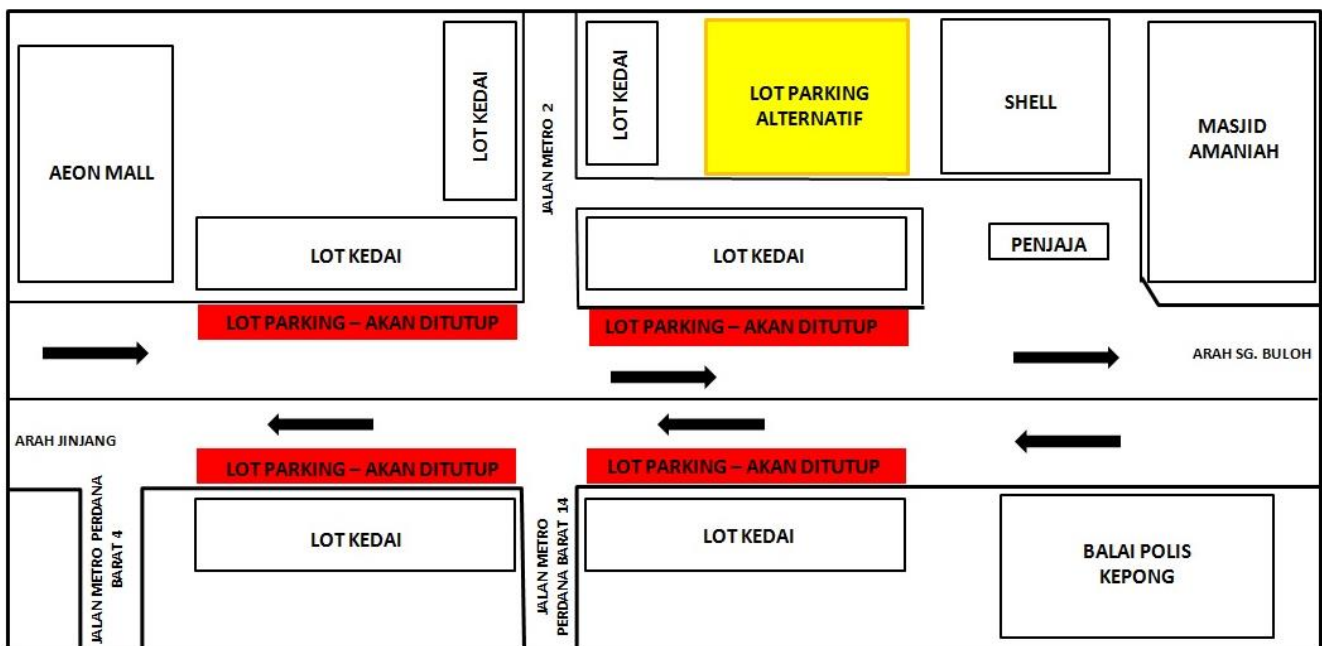 AEON MALL
LOT KEDAI
JALAN METRO 2
LOT KEDAI
LOT PARKING
ALTERNATIF
SHELL
MASJID
AMANIAH
LOT KEDAI
LOT KEDAI
PENJAJA
LOT PARKING – AKAN DITUTUP
LOT PARKING – AKAN DITUTUP
ARAH SG. BULOH
ARAH JINJANG
LOT PARKING – AKAN DITUTUP
LOT PARKING – AKAN DITUTUP
JALAN METRO PERDANA
BARAT 4
LOT KEDAI
JALAN METRO
PERDANA BARAT 14
LOT KEDAI
BALAI POLIS
KEPONG